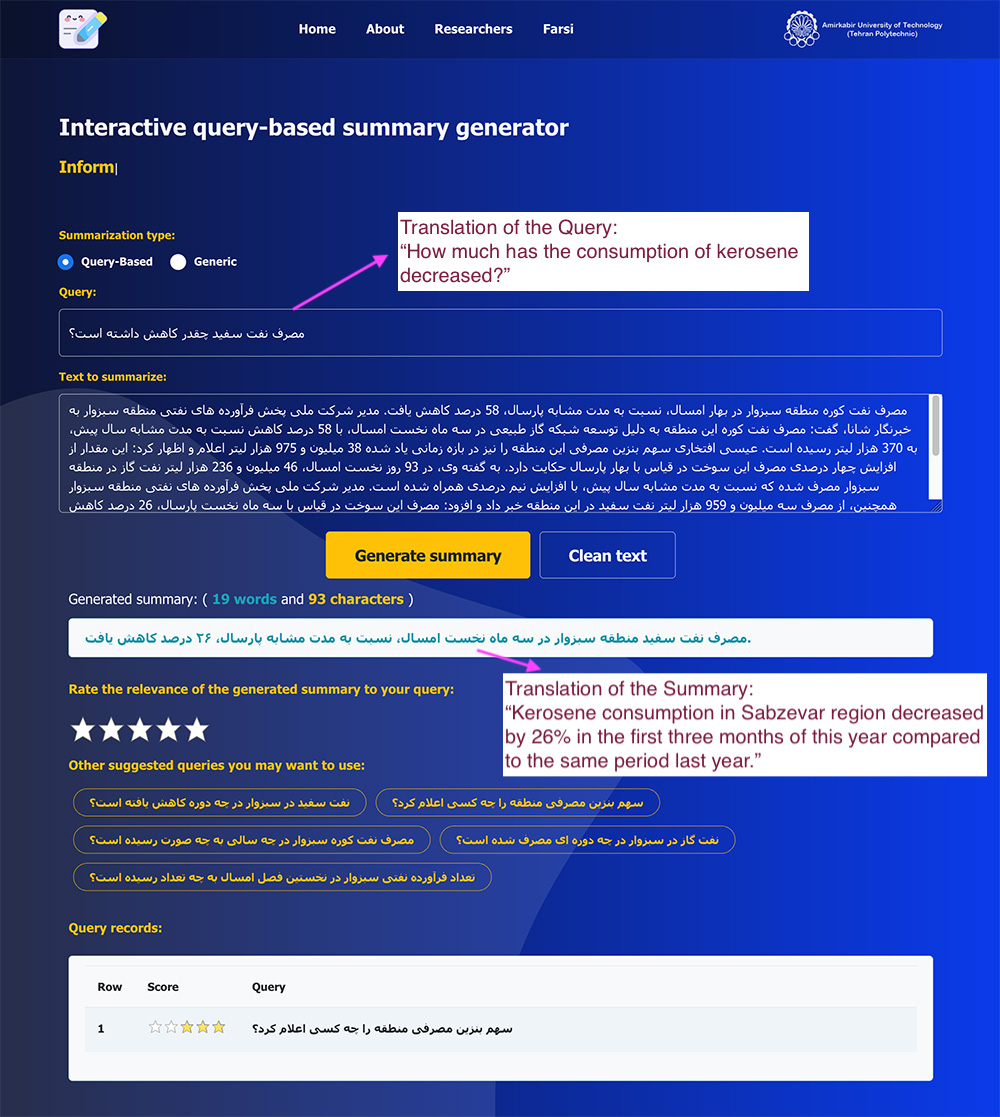 Home About Researchers Farsi
Amirkabir University of Technology
(Tehran Polytechnic)
Interactive query-based summary generator
Inform|
Summarization type:
Query-Based Generic
Translation of the Query:
“How much has the consumption of kerosene
decreased?”
Query:
مصرف نفت سفید چقدر کاهش داشته است؟
Text to summarize:
مصرف نفت کوره منطقه سبزوار در بهار امسال، نسبت به مدت مشابه پارسال، 58 درصد کاهش یافت. مدیر شرکت ملی پخش فرآورده های نفتی منطقه سبزوار به
خبرنگار شانا، گفت: مصرف نفت کوره این منطقه به دلیل توسعه شبکه گاز طبیعی در سه ماه نخست امسال، با 58 درصد کاهش نسبت به مدت مشابه سال پیش،
به 370 هزار لیتر رسیده است. عیسی افتخاری سهم بنزین مصرفی این منطقه را نیز در بازه زمانی یاد شده 38 میلیون و 975 هزار لیتر اعلام و اظهار کرد: این مقدار از
افزایش چهار درصدی مصرف این سوخت در قیاس با بهار پارسال حکایت دارد. به گفته وی، در 93 روز نخست امسال، 46 میلیون و 236 هزار لیتر نفت گاز در منطقه
سبزوار مصرف شده که نسبت به مدت مشابه سال پیش، با افزایش نیم درصدی همراه شده است. مدیر شرکت ملی پخش فرآورده های نفتی منطقه سبزوار
همچنین، از مصرف سه میلیون و 959 هزار لیتر نفت سفید در این منطقه خبر داد و افزود: مصرف این سوخت در قیاس با سه ماه نخست پارسال، 26 درصد کاهش
Generate summary Clean text
Generated summary: ( 19 words and 93 characters )
مصرف نفت سفید منطقه سبزوار در سه ماه نخست امسال، نسبت به مدت مشابه پارسال، ۲۶ درصد کاهش یافت.
Rate the relevance of the generated summary to your query:
Translation of the Summary:
“Kerosene consumption in Sabzevar region decreased
by 26% in the first three months of this year compared
to the same period last year.”
Other suggested queries you may want to use:
نفت سفید در سبزوار در چه دوره کاهش یافته است؟ سهم بنزین مصرفی منطقه را چه کسی اعلام کرد؟
مصرف نفت کوره سبزوار در چه سالی به چه صورت رسیده است؟ نفت گاز در سبزوار در چه دوره ای مصرف شده است؟
تعداد فرآورده نفتی سبزوار در نخستین فصل امسال به چه تعداد رسیده است؟
Query records:
Row Score Query
1 سهم بنزین مصرفی منطقه را چه کسی اعلام کرد؟